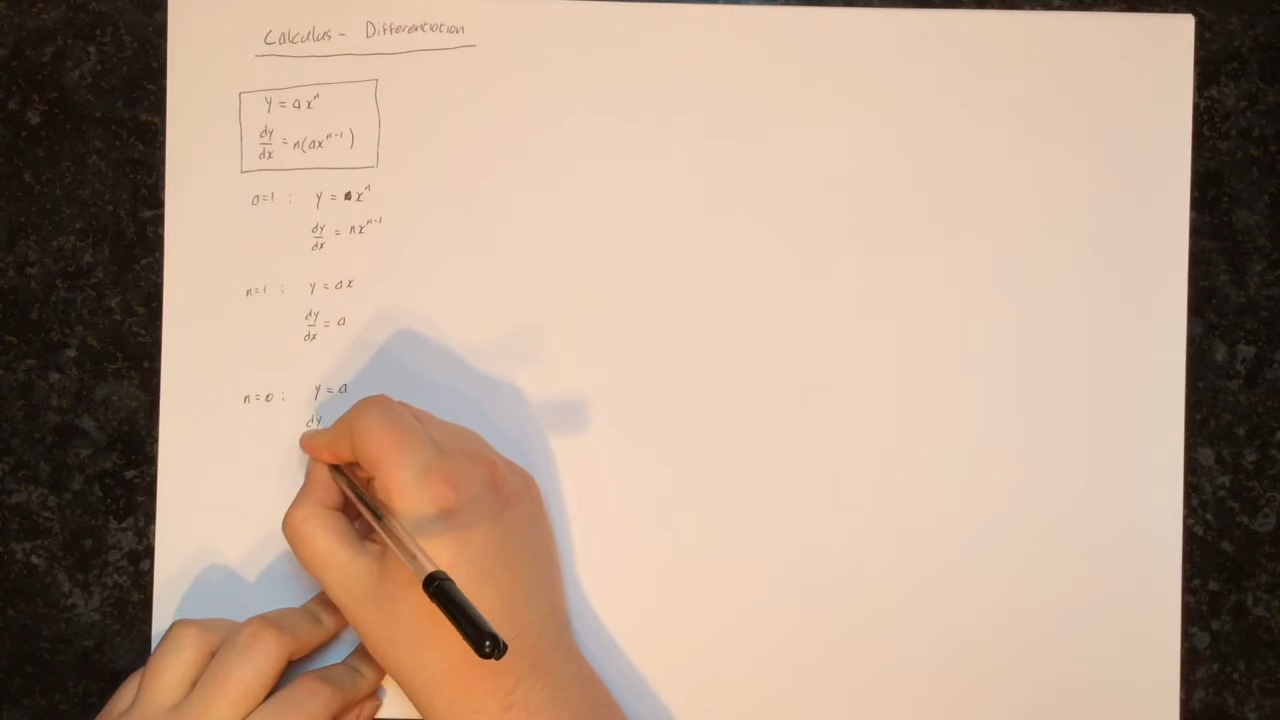 Calculus - Differentiation
y = ax^n
dy/dx = n(ax^{n-1})
a=1 : y = x^n
dy/dx = nx^{n-1}
n=1 : y = ax
dy/dx = a
n=0 : y = a
dy